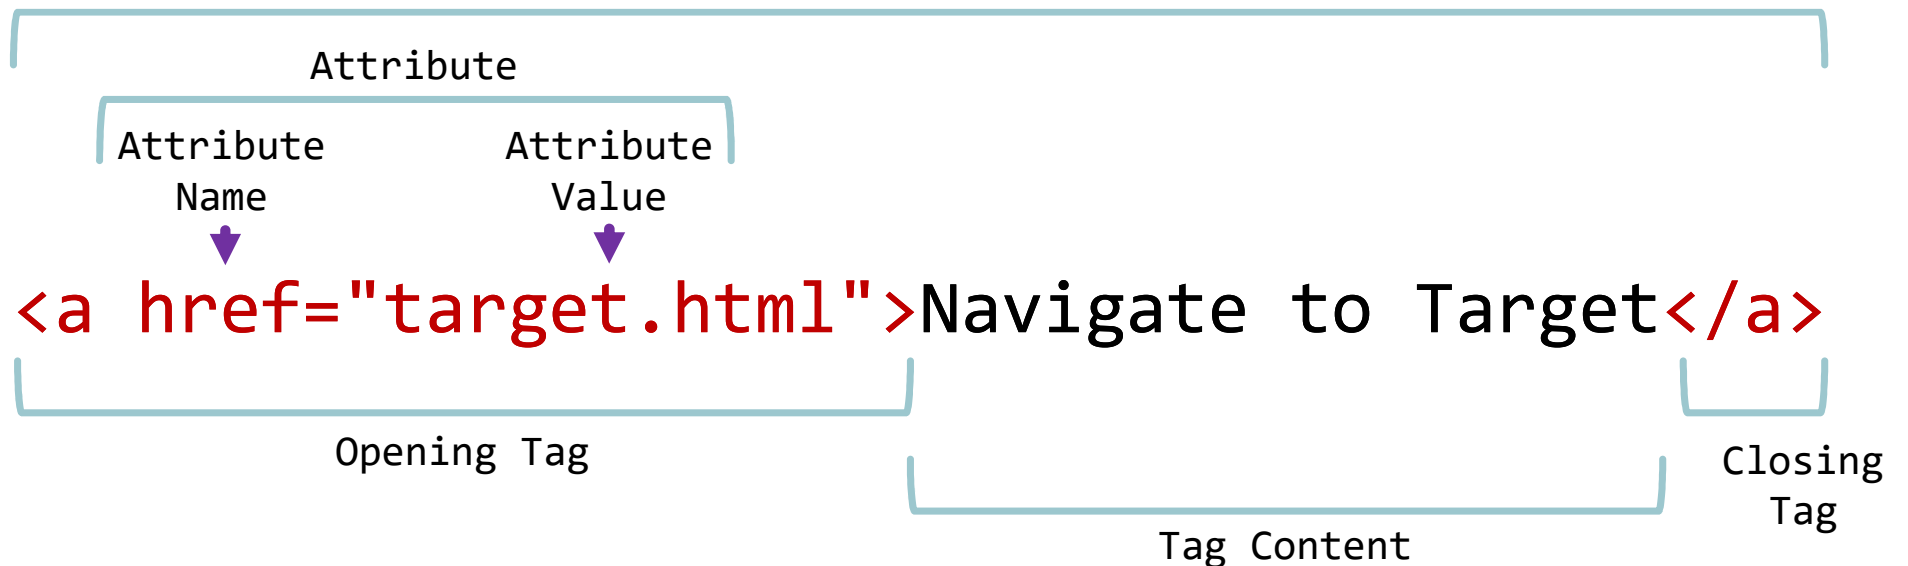 Attribute
Attribute Attribute
Name Value
<a href="target.html">Navigate to Target</a>
Opening Tag
Closing
Tag
Tag Content